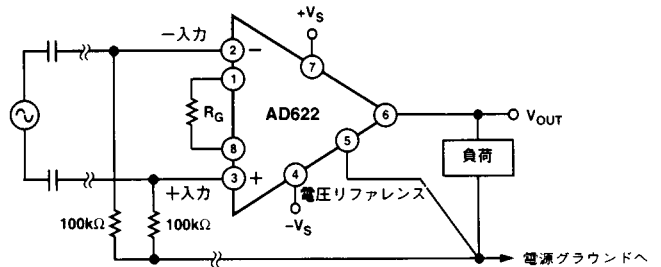 +VS
−入力
2
−
7
1
RG
AD622
6
VOUT
8
5
負荷
3
+
4
電圧リファレンス
+入力
100kΩ
100kΩ
−VS
電源グラウンドへ